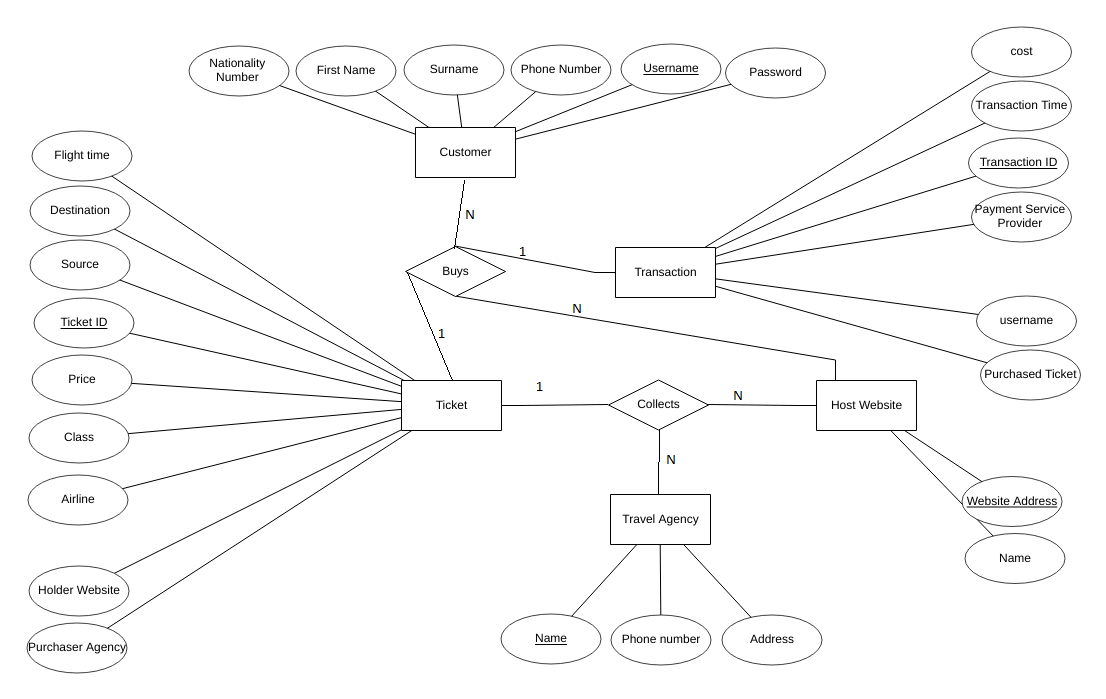 Nationality
Number
First Name
Surname
Phone Number
Username
Password
Customer
cost
Transaction Time
Transaction ID
Payment Service
Provider
username
Purchased Ticket
Transaction
Flight time
Destination
Source
Ticket ID
Price
Class
Airline
Holder Website
Purchaser Agency
N
1
Buys
N
1
Ticket
1
Collects
N
Host Website
N
Travel Agency
Website Address
Name
Name
Phone number
Address